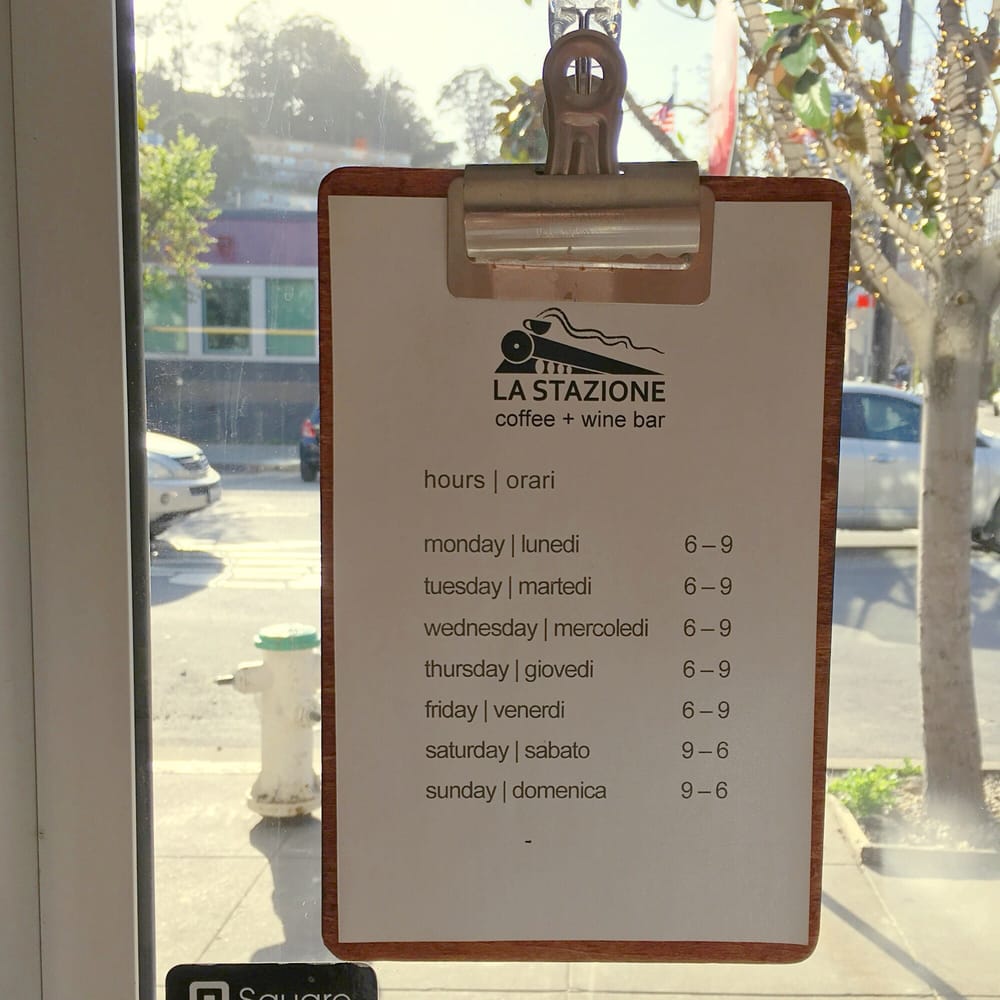 LA STAZIONE
coffee + wine bar
hours | orari
monday | lunedi 6 – 9
tuesday | martedi 6 – 9
wednesday | mercoledi 6 – 9
thursday | giovedi 6 – 9
friday | venerdi 6 – 9
saturday | sabato 9 – 6
sunday | domenica 9 – 6
-
Square